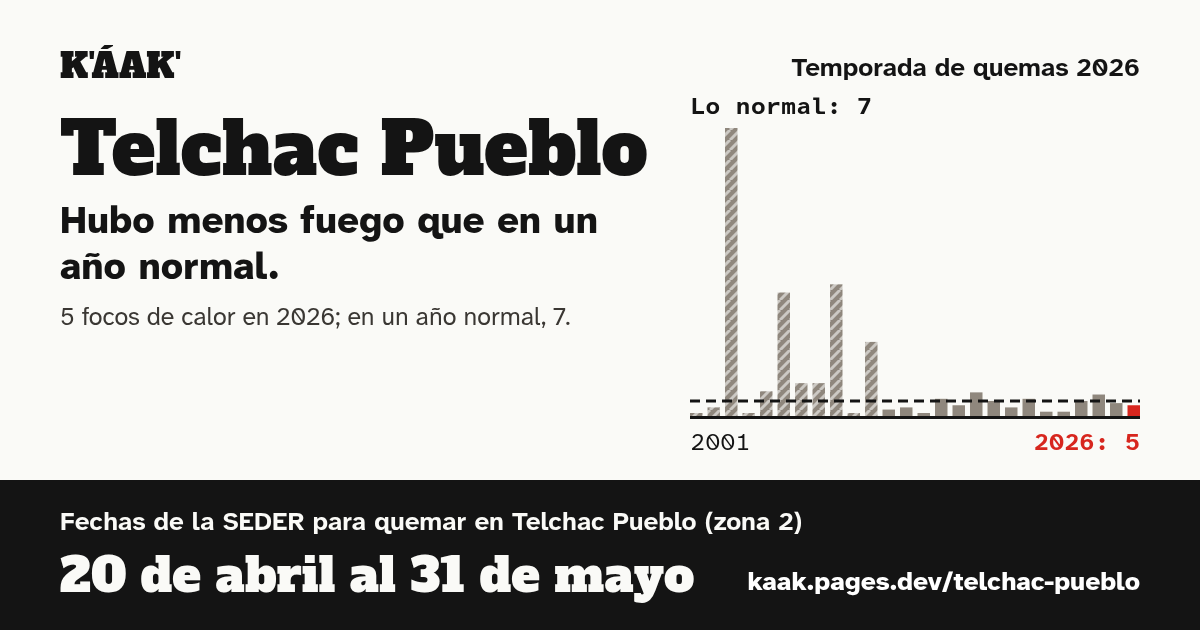 K'ÁAK'
Telchac Pueblo
Hubo menos fuego que en un
año normal.
5 focos de calor en 2026; en un año normal, 7.
Temporada de quemas 2026
Lo normal: 7
2001
2026: 5
Fechas de la SEDER para quemar en Telchac Pueblo (zona 2)
20 de abril al 31 de mayo
kaak.pages.dev/telchac-pueblo